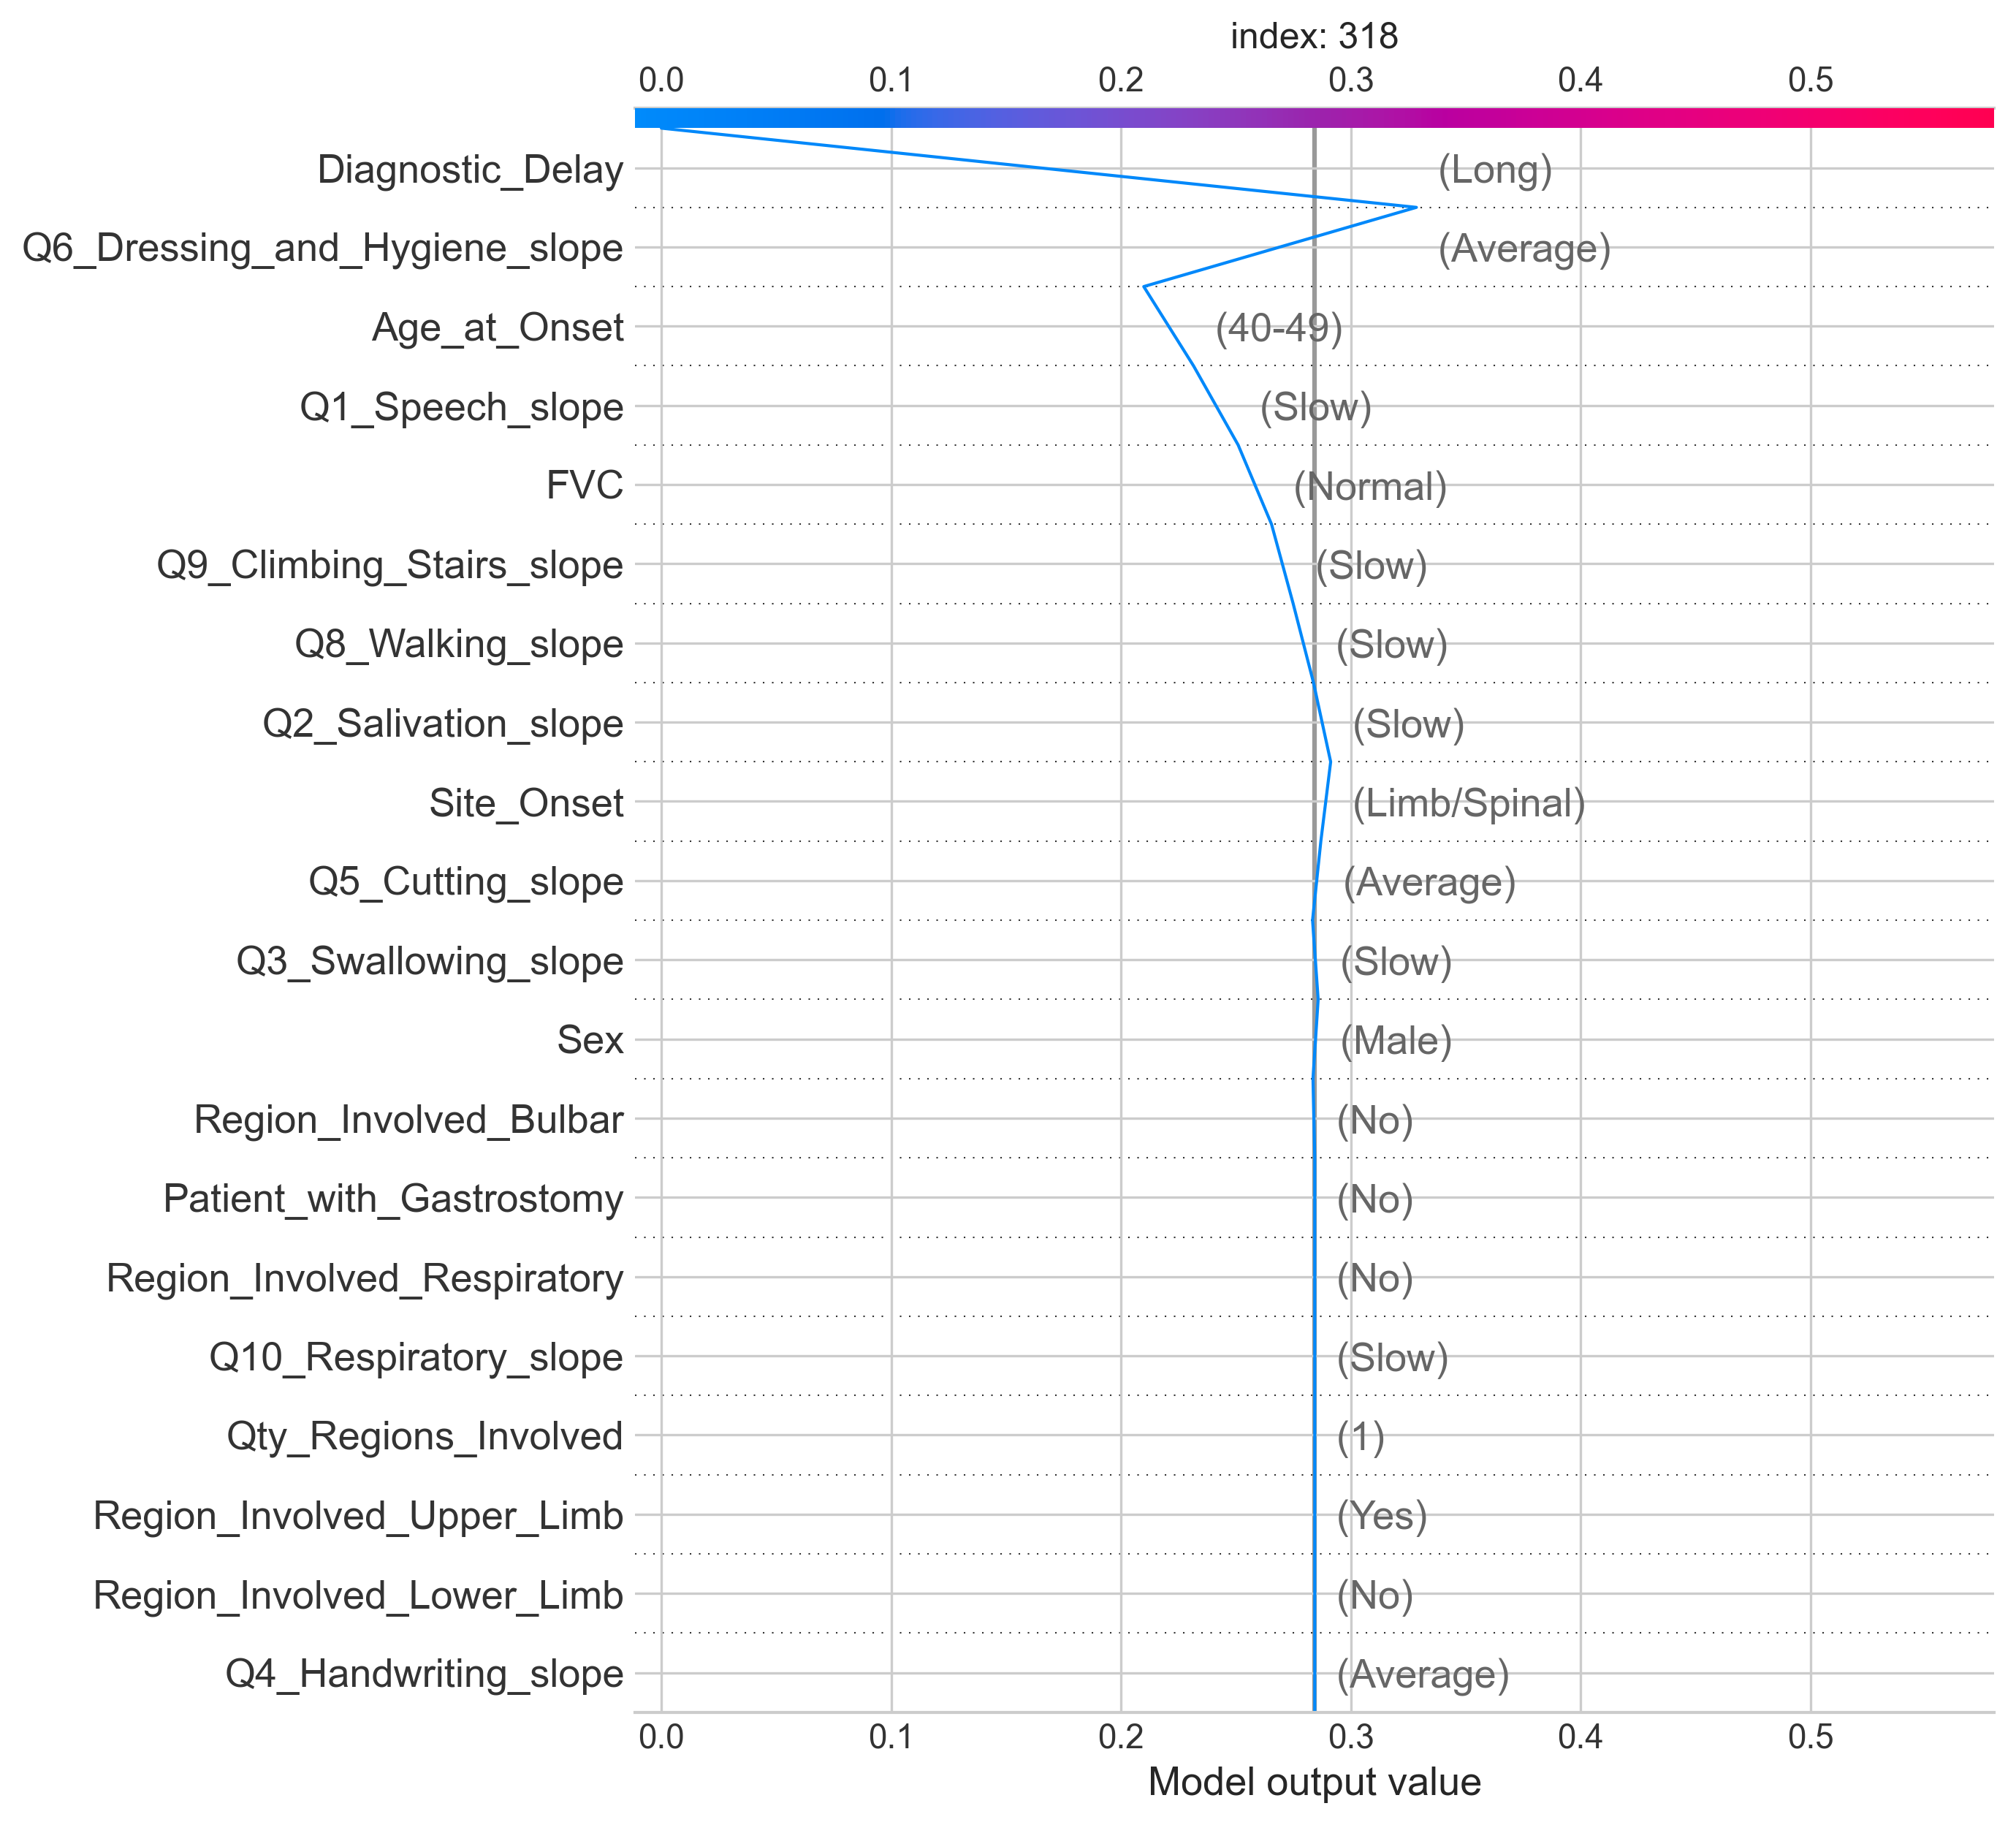 index: 318
0.0 0.1 0.2 0.3 0.4 0.5
Diagnostic_Delay (Long)
Q6_Dressing_and_Hygiene_slope (Average)
Age_at_Onset (40-49)
Q1_Speech_slope (Slow)
FVC (Normal)
Q9_Climbing_Stairs_slope (Slow)
Q8_Walking_slope (Slow)
Q2_Salivation_slope (Slow)
Site_Onset (Limb/Spinal)
Q5_Cutting_slope (Average)
Q3_Swallowing_slope (Slow)
Sex (Male)
Region_Involved_Bulbar (No)
Patient_with_Gastrostomy (No)
Region_Involved_Respiratory (No)
Q10_Respiratory_slope (Slow)
Qty_Regions_Involved (1)
Region_Involved_Upper_Limb (Yes)
Region_Involved_Lower_Limb (No)
Q4_Handwriting_slope (Average)
0.0 0.1 0.2 0.3 0.4 0.5
Model output value